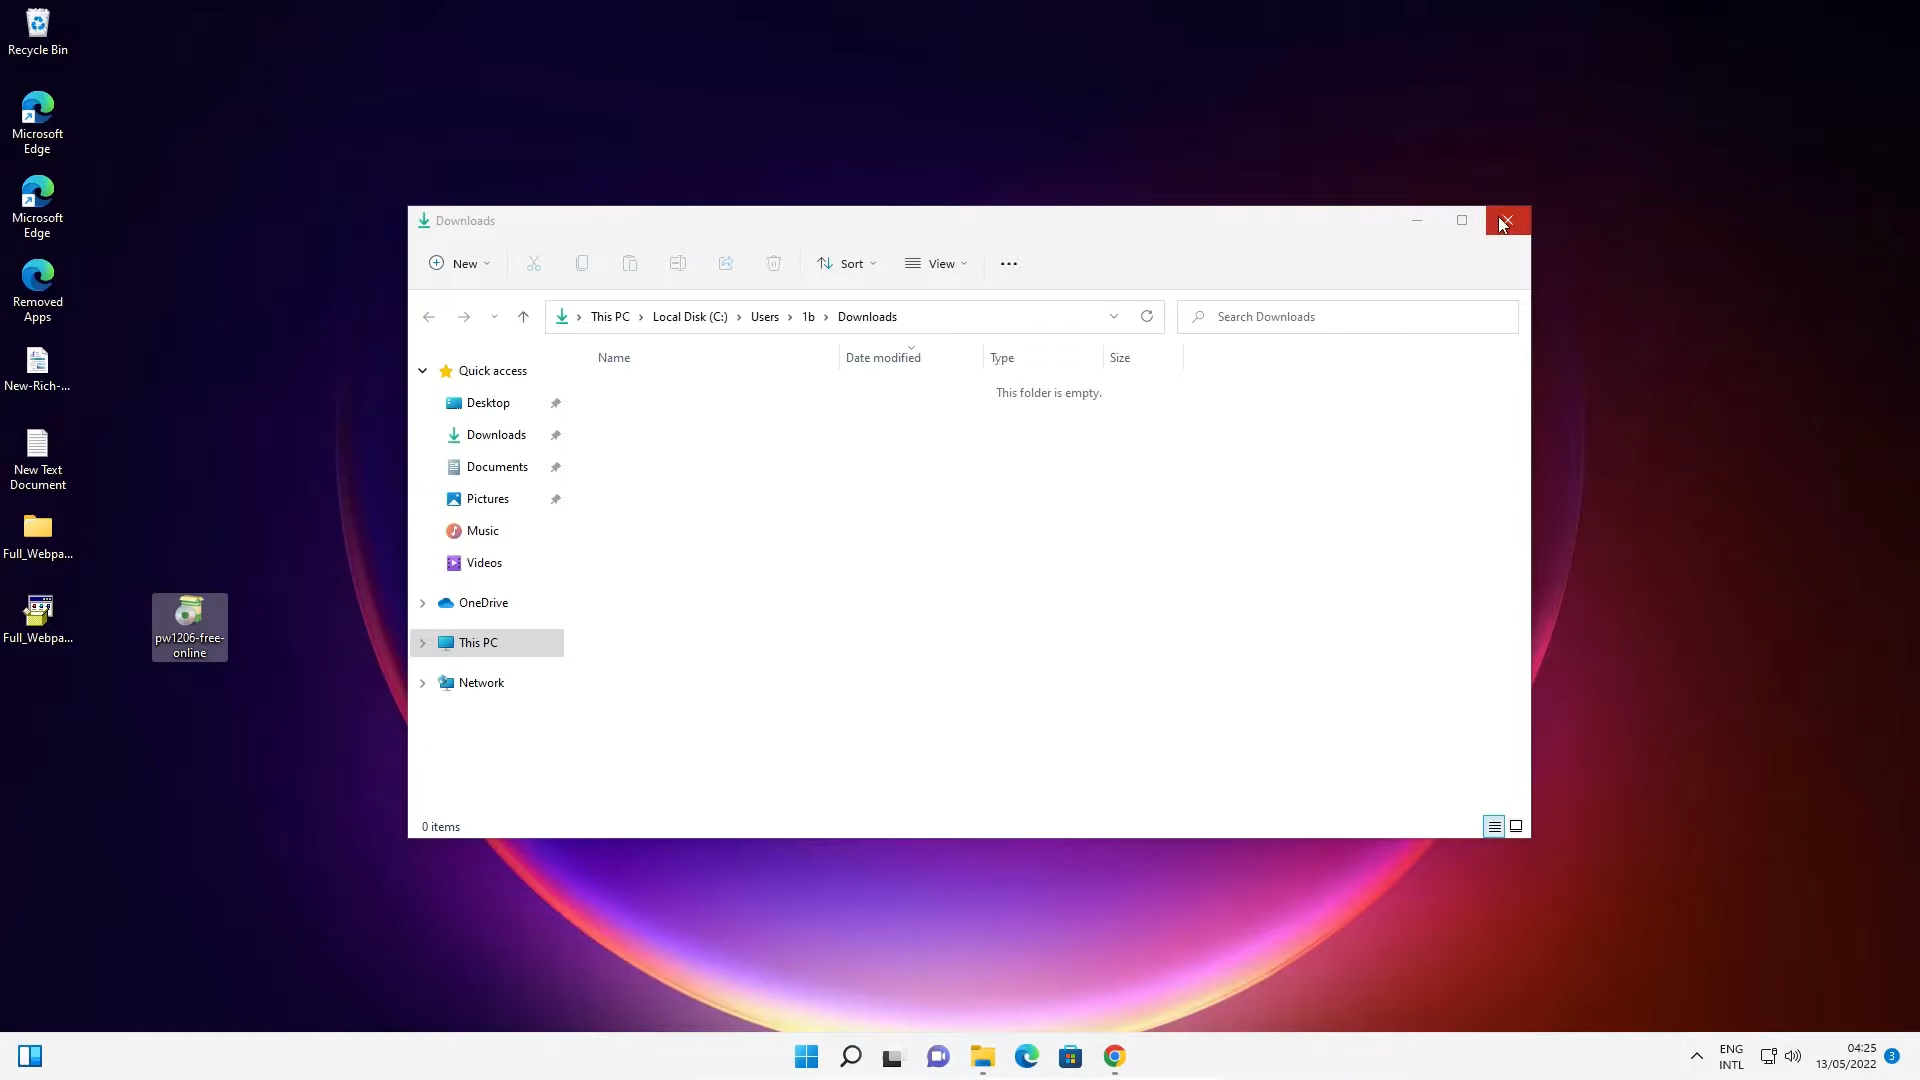 Recycle Bin
Microsoft
Edge
Microsoft
Edge
Removed
Apps
New-Rich-...
New Text
Document
Full_Webpa...
Full_Webpa...
pw1206-free-
online
Downloads
New
Sort
View
This PC
Local Disk (C:)
Users
1b
Downloads
Search Downloads
Name
Date modified
Type
Size
This folder is empty.
Quick access
Desktop
Downloads
Documents
Pictures
Music
Videos
OneDrive
This PC
Network
0 items
ENG
INTL
04:25
13/05/2022
3